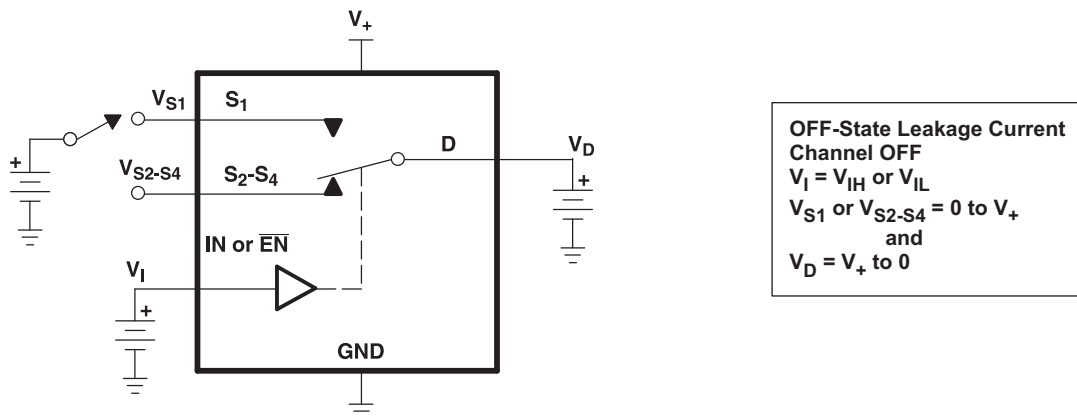 V+
VS1
S1
+
D
VD
VS2-S4
S2-S4
+
IN or E̅N̅
VI
+
GND
OFF-State Leakage Current
Channel OFF
VI = VIH or VIL
VS1 or VS2-S4 = 0 to V+
and
VD = V+ to 0